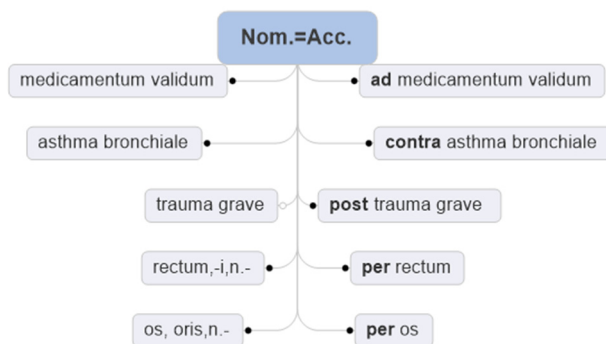 Nom.=Acc.
medicamentum validum
ad medicamentum validum
asthma bronchiale
contra asthma bronchiale
trauma grave
post trauma grave
rectum,-i,n.-
per rectum
os, oris,n.-
per os